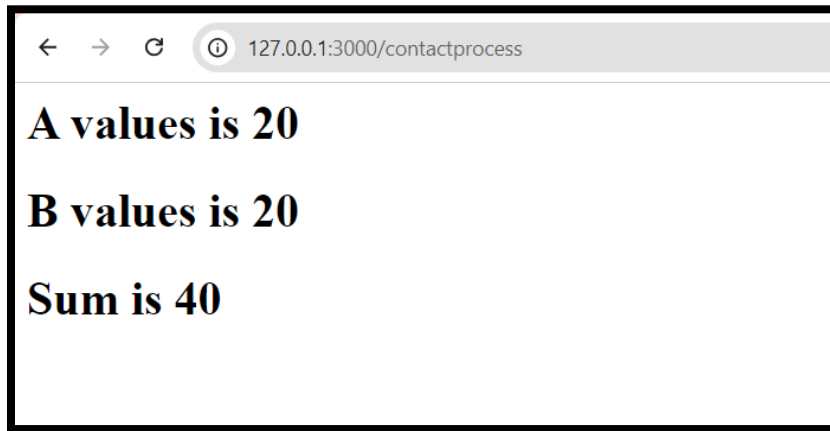 127.0.0.1:3000/contactprocess
A values is 20
B values is 20
Sum is 40